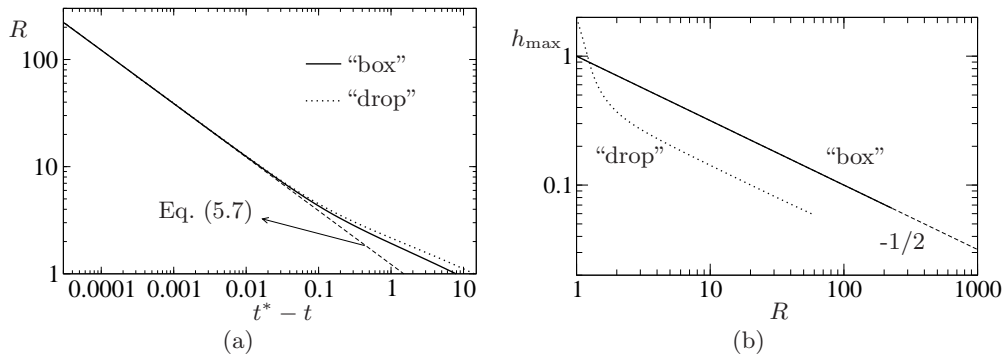 R
100
10
1
"box"
"drop"
Eq. (5.7)
0.0001 0.001 0.01 0.1 1 10
t* − t
(a)
h_max
1
0.1
"drop"
"box"
-1/2
1 10 100 1000
R
(b)